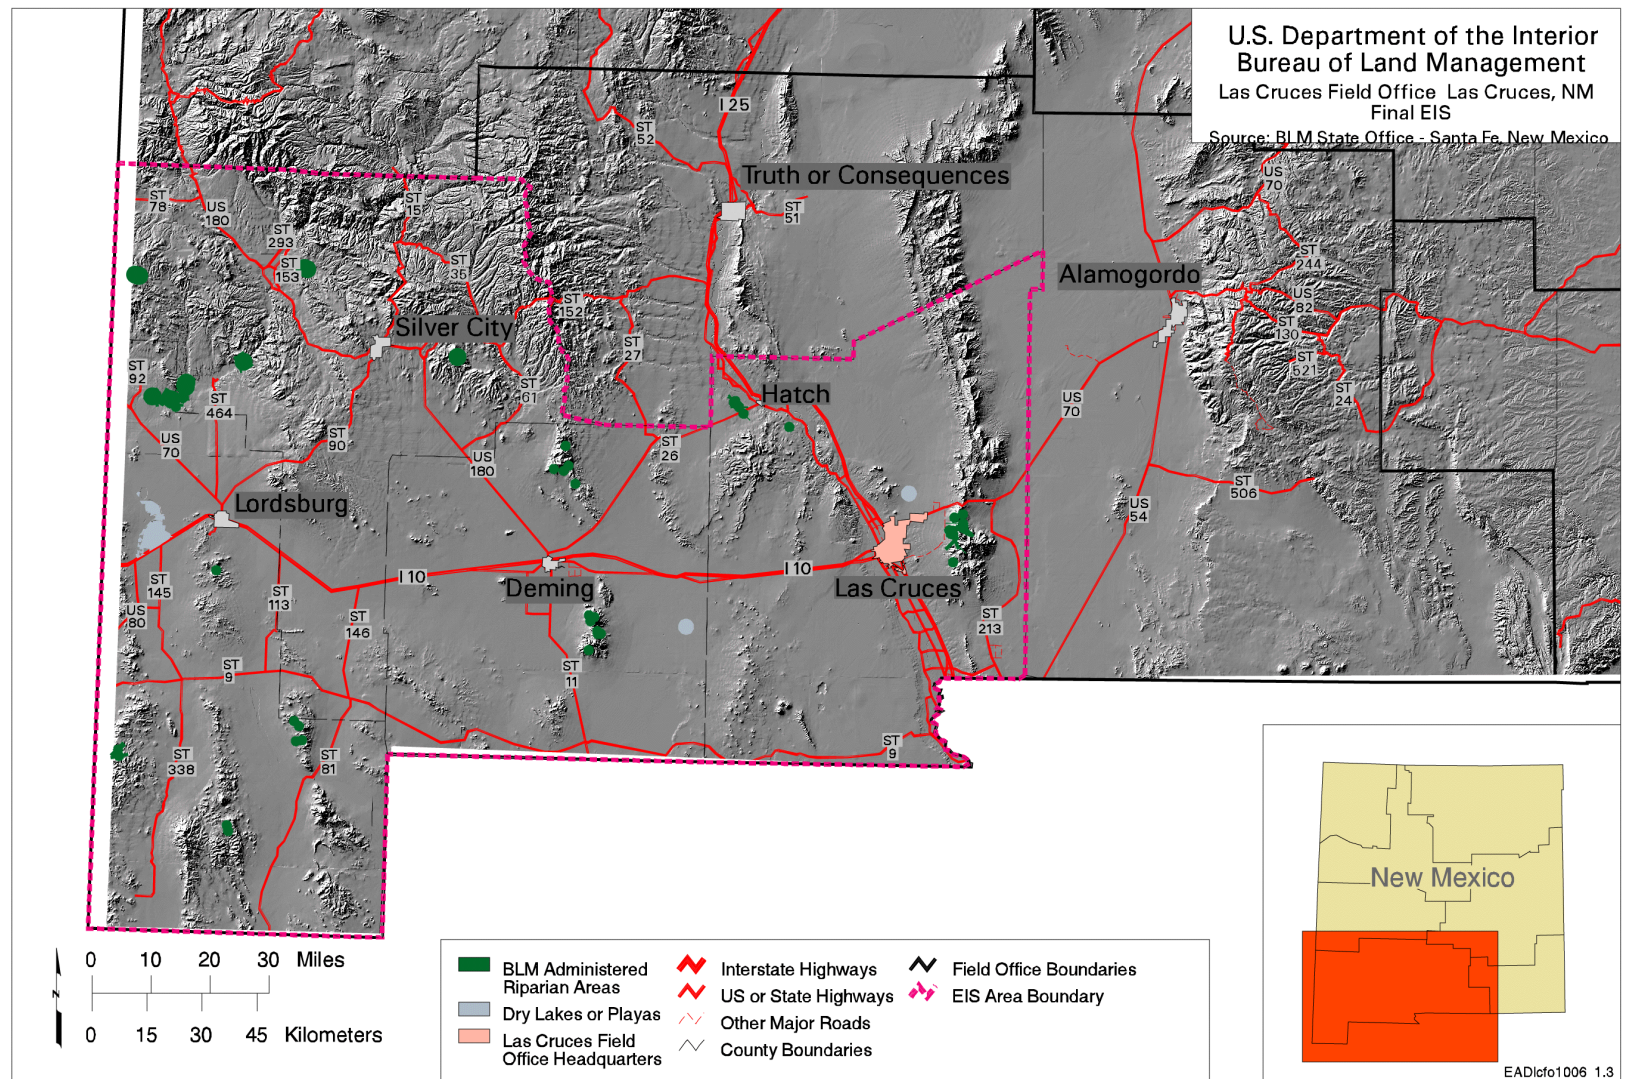 U.S. Department of the Interior
Bureau of Land Management
Las Cruces Field Office Las Cruces, NM
Final EIS
Source: BLM State Office - Santa Fe, New Mexico
I 25
ST
52
Truth or Consequences
ST
51
US
70
ST
78
US
180
ST
15
ST
293
ST
153
ST
35
ST
152
ST
244
Alamogordo
US
82
ST
130
ST
521
ST
24
Silver City
ST
27
ST
92
ST
464
ST
61
Hatch
US
70
US
70
ST
90
US
180
ST
26
ST
506
US
54
Lordsburg
I 10
Deming
I 10
Las Cruces
ST
145
US
80
ST
113
ST
146
ST
213
ST
9
ST
11
ST
338
ST
81
ST
9
New Mexico
N
0 10 20 30 Miles
0 15 30 45 Kilometers
BLM Administered
Riparian Areas
Dry Lakes or Playas
Las Cruces Field
Office Headquarters
Interstate Highways
US or State Highways
Other Major Roads
County Boundaries
Field Office Boundaries
EIS Area Boundary
EADlcfo1006 1.3